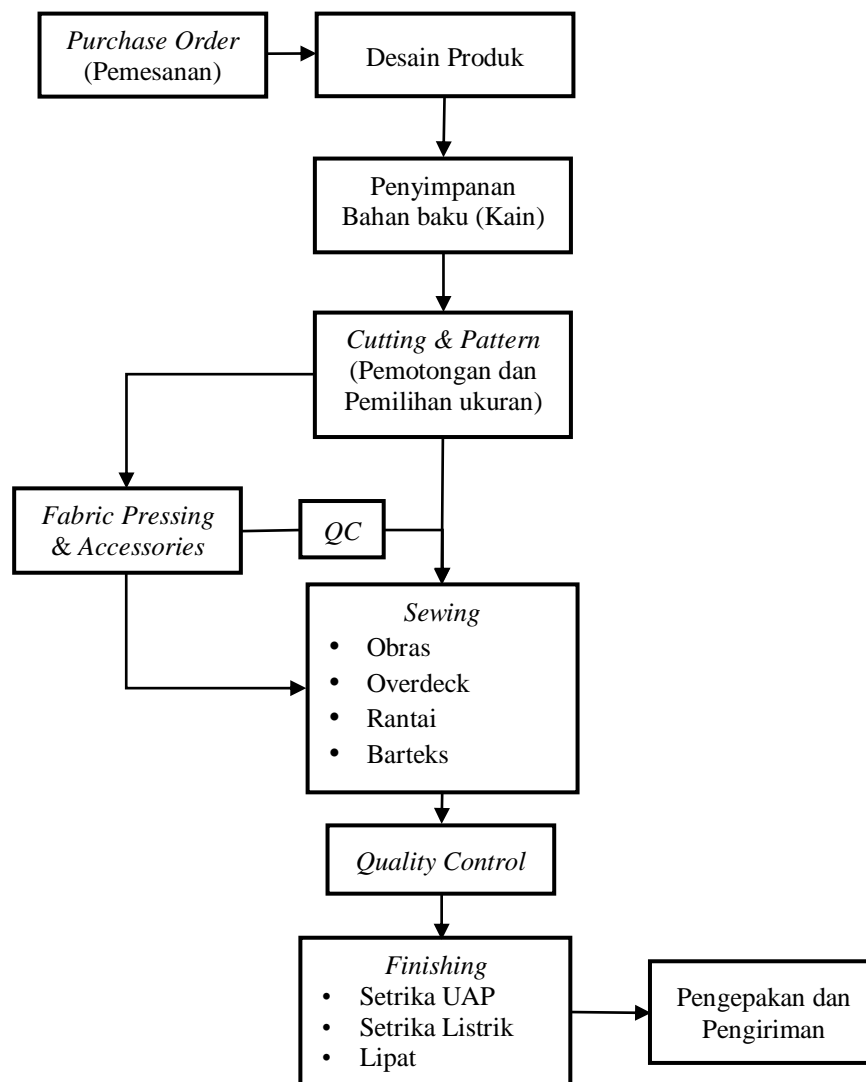 Purchase Order
(Pemesanan)
Desain Produk
Penyimpanan
Bahan baku (Kain)
Cutting & Pattern
(Pemotongan dan
Pemilihan ukuran)
Fabric Pressing
& Accessories
QC
Sewing
• Obras
• Overdeck
• Rantai
• Barteks
Quality Control
Finishing
• Setrika UAP
• Setrika Listrik
• Lipat
Pengepakan dan
Pengiriman